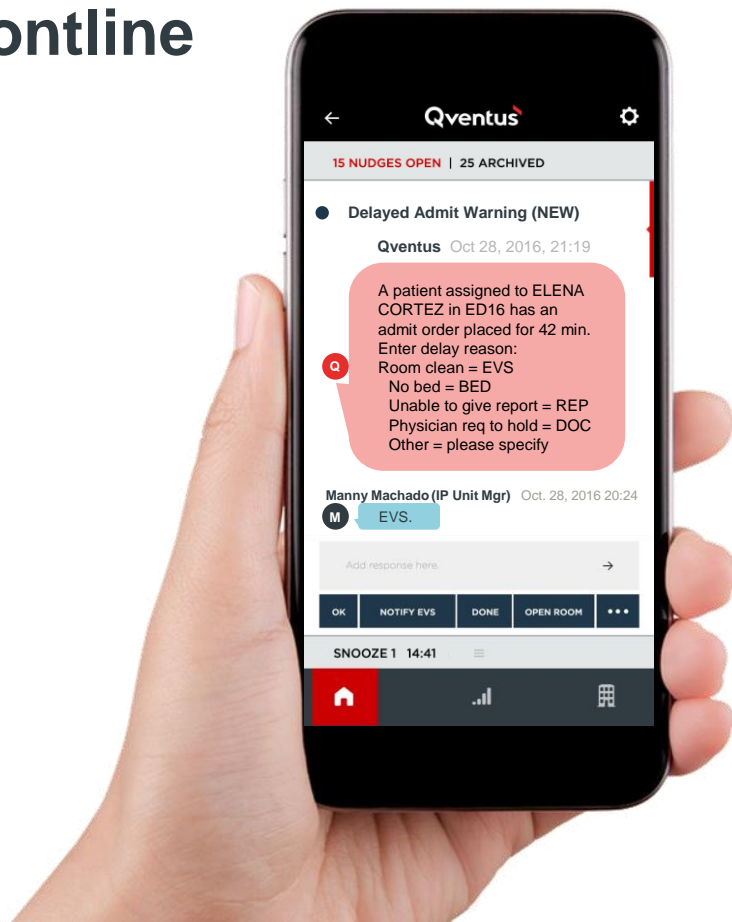 ontline
Qventus
15 NUDGES OPEN | 25 ARCHIVED
Delayed Admit Warning (NEW)
Qventus Oct 28, 2016, 21:19
A patient assigned to ELENA
CORTEZ in ED16 has an
admit order placed for 42 min.
Enter delay reason:
Q
Room clean = EVS
No bed = BED
Unable to give report = REP
Physician req to hold = DOC
Other = please specify
Manny Machado (IP Unit Mgr) Oct. 28, 2016 20:24
M EVS.
Add response here.
OK NOTIFY EVS DONE OPEN ROOM
SNOOZE 1 14:41